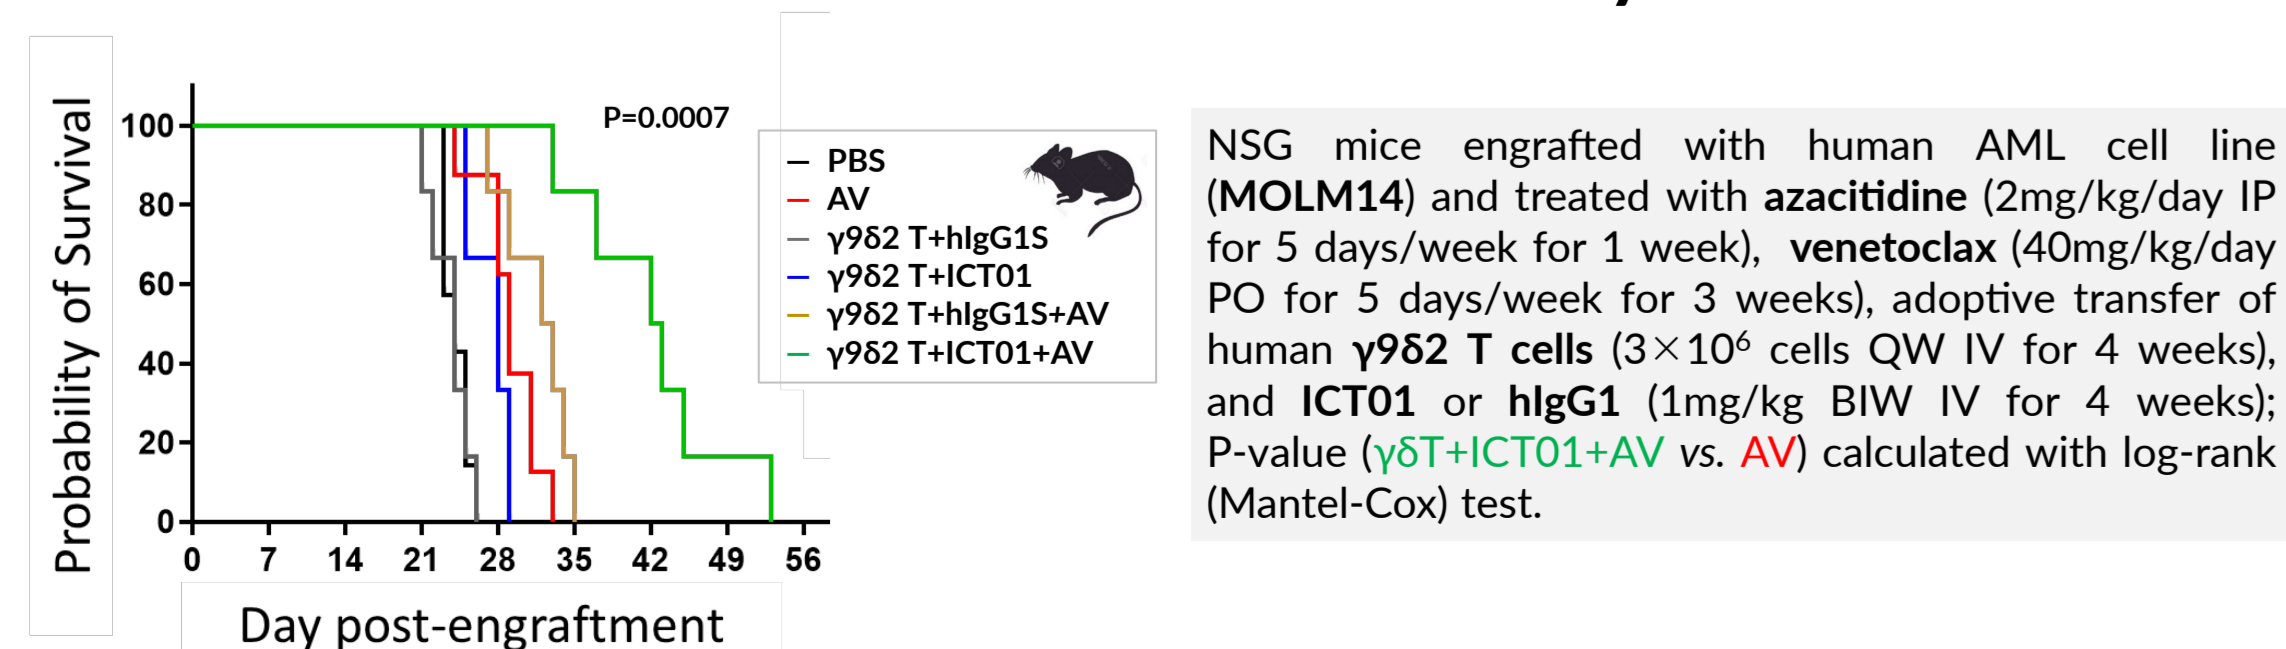 Probability of Survival
100
80
60
40
20
0
0 7 14 21 28 35 42 49 56
Day post-engraftment
P=0.0007
PBS
AV
γ9δ2 T+hIgG1S
γ9δ2 T+ICT01
γ9δ2 T+hIgG1S+AV
γ9δ2 T+ICT01+AV
NSG mice engrafted with human AML cell line
(MOLM14) and treated with azacitidine (2mg/kg/day IP
for 5 days/week for 1 week), venetoclax (40mg/kg/day
PO for 5 days/week for 3 weeks), adoptive transfer of
human γ9δ2 T cells (3×10⁶ cells QW IV for 4 weeks),
and ICT01 or hIgG1 (1mg/kg BIW IV for 4 weeks);
P-value (γδT+ICT01+AV vs. AV) calculated with log-rank
(Mantel-Cox) test.